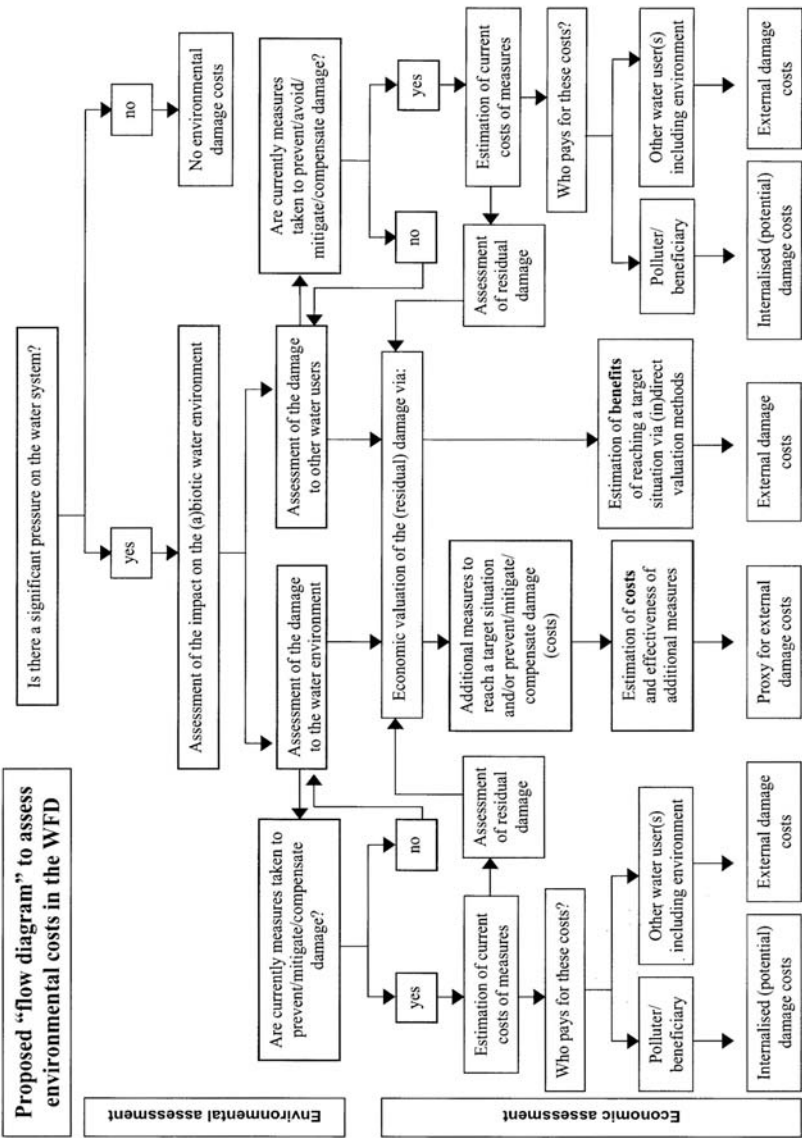 Proposed “flow diagram” to assess
environmental costs in the WFD
Is there a significant pressure on the water system?
yes
no
No environmental
damage costs
Environmental assessment
Assessment of the impact on the (a)biotic water environment
Are currently measures taken to
prevent/mitigate/compensate
damage?
Assessment of the damage
to the water environment
Assessment of the damage
to other water users
Are currently measures
taken to prevent/avoid/
mitigate/compensate damage?
yes
no
no
yes
Economic assessment
Estimation of current
costs of measures
Assessment
of residual
damage
Economic valuation of the (residual) damage via:
Assessment
of residual
damage
Estimation of current
costs of measures
Who pays for these costs?
Additional measures to
reach a target situation
and/or prevent/mitigate/
compensate damage
(costs)
Who pays for these costs?
Polluter/
beneficiary
Other water user(s)
including environment
Estimation of costs
and effectiveness of
additional measures
Estimation of benefits
of reaching a target
situation via (in)direct
valuation methods
Polluter/
beneficiary
Other water user(s)
including environment
Internalised (potential)
damage costs
External damage
costs
Proxy for external
damage costs
External damage
costs
Internalised (potential)
damage costs
External damage
costs